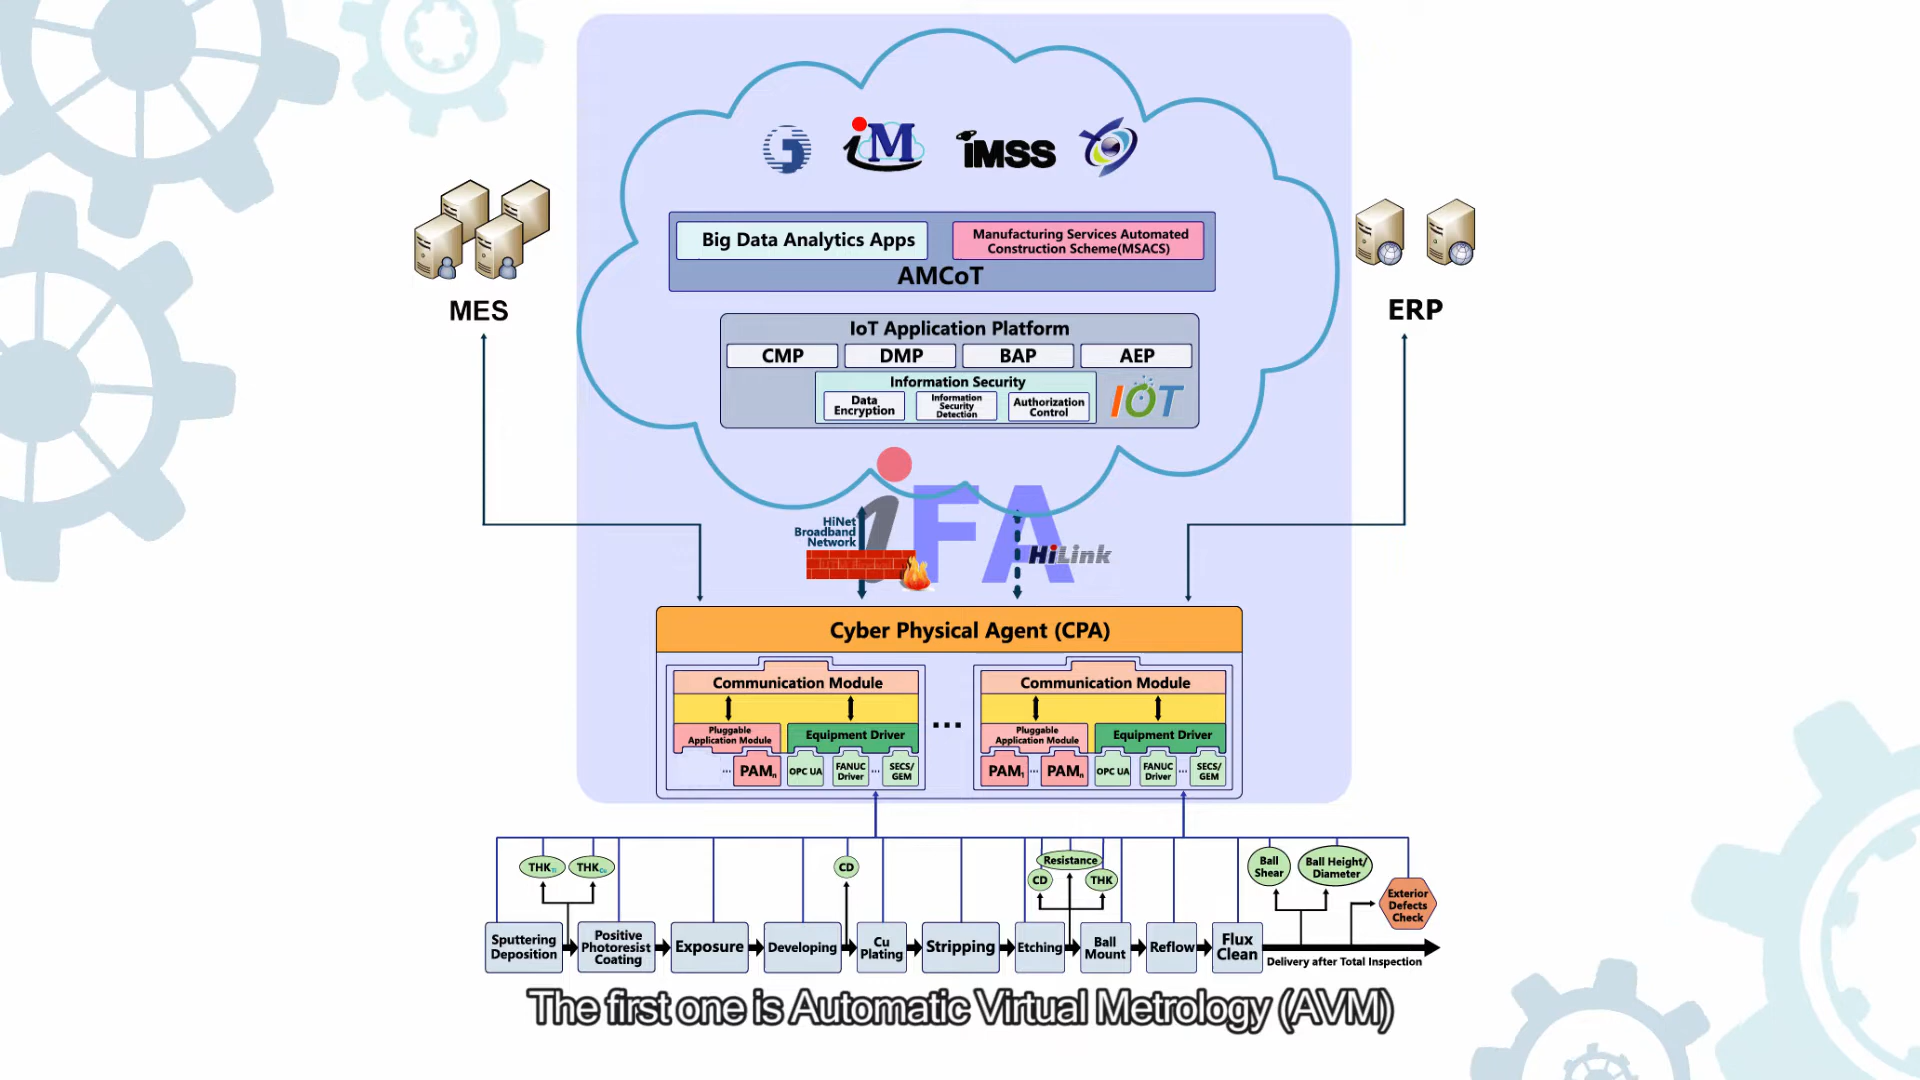 iM
iMSS
Big Data Analytics Apps
Manufacturing Services Automated
Construction Scheme(MSACS)
AMCoT
MES
ERP
IoT Application Platform
CMP
DMP
BAP
AEP
Information Security
Data
Encryption
Information
Security
Detection
Authorization
Control
IOT
iFA
HiNet
Broadband
Network
HiLink
Cyber Physical Agent (CPA)
Communication Module
Pluggable
Application Module
Equipment Driver
... PAMn
OPC UA
FANUC
Driver
...
SECS/
GEM
...
Communication Module
Pluggable
Application Module
Equipment Driver
PAM1 ... PAMn
OPC UA
FANUC
Driver
...
SECS/
GEM
THKTi
THKCu
CD
Resistance
CD
THK
Ball
Shear
Ball Height/
Diameter
Exterior
Defects
Check
Sputtering
Deposition
Positive
Photoresist
Coating
Exposure
Developing
Cu
Plating
Stripping
Etching
Ball
Mount
Reflow
Flux
Clean
Delivery after Total Inspection
The first one is Automatic Virtual Metrology (AVM)